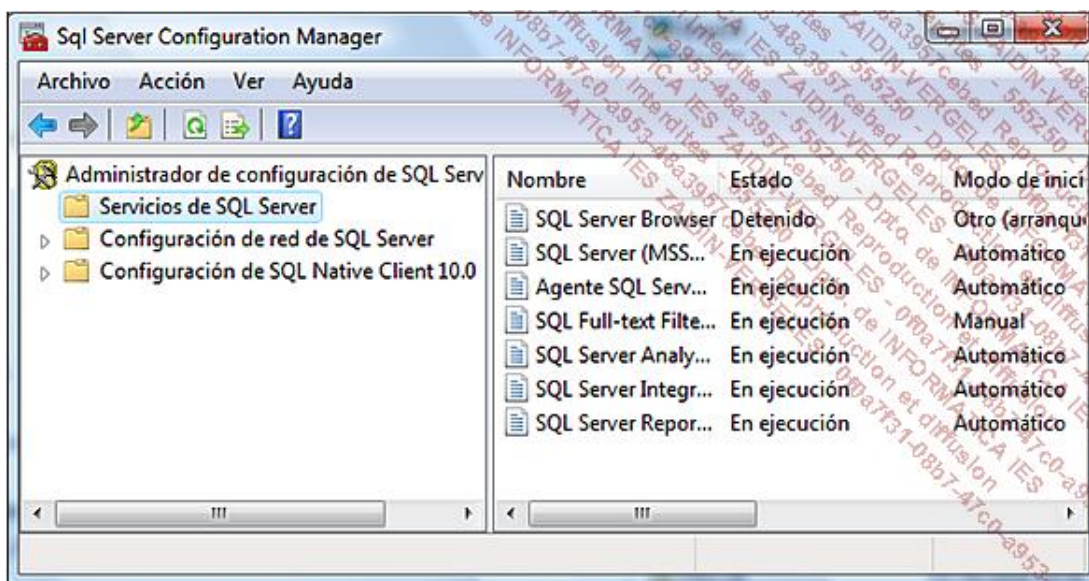 Sql Server Configuration Manager
Archivo Acción Ver Ayuda
Administrador de configuración de SQL Serv
Servicios de SQL Server
Configuración de red de SQL Server
Configuración de SQL Native Client 10.0
Nombre Estado Modo de inici
SQL Server Browser Detenido Otro (arranqu
SQL Server (MSS... En ejecución Automático
Agente SQL Serv... En ejecución Automático
SQL Full-text Filte... En ejecución Manual
SQL Server Analy... En ejecución Automático
SQL Server Integr... En ejecución Automático
SQL Server Repor... En ejecución Automático